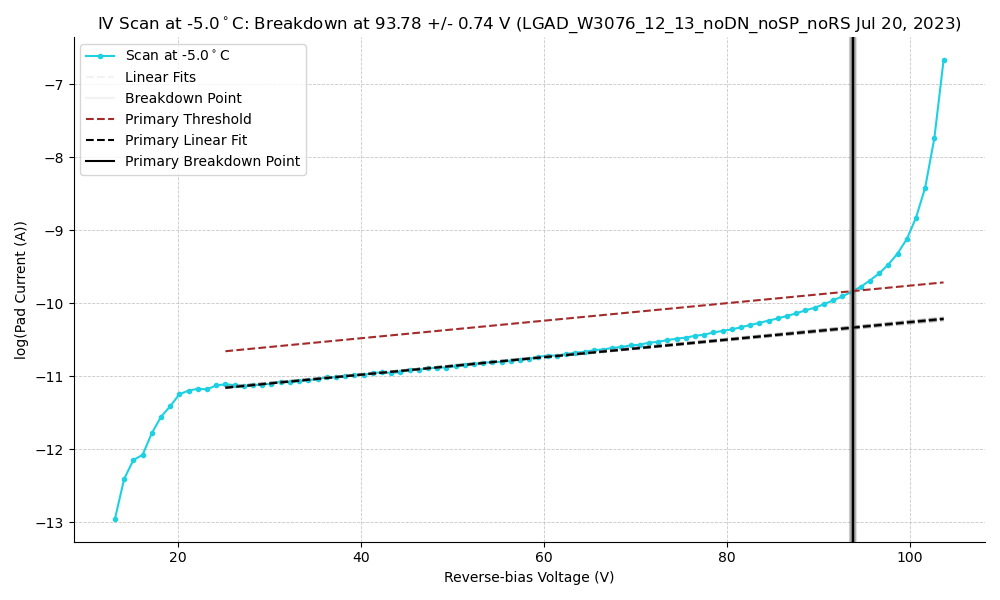 IV Scan at -5.0°C: Breakdown at 93.78 +/- 0.74 V (LGAD_W3076_12_13_noDN_noSP_noRS Jul 20, 2023)
Scan at -5.0°C
Linear Fits
Breakdown Point
Primary Threshold
Primary Linear Fit
Primary Breakdown Point
log(Pad Current (A))
−7
−8
−9
−10
−11
−12
−13
20 40 60 80 100
Reverse-bias Voltage (V)